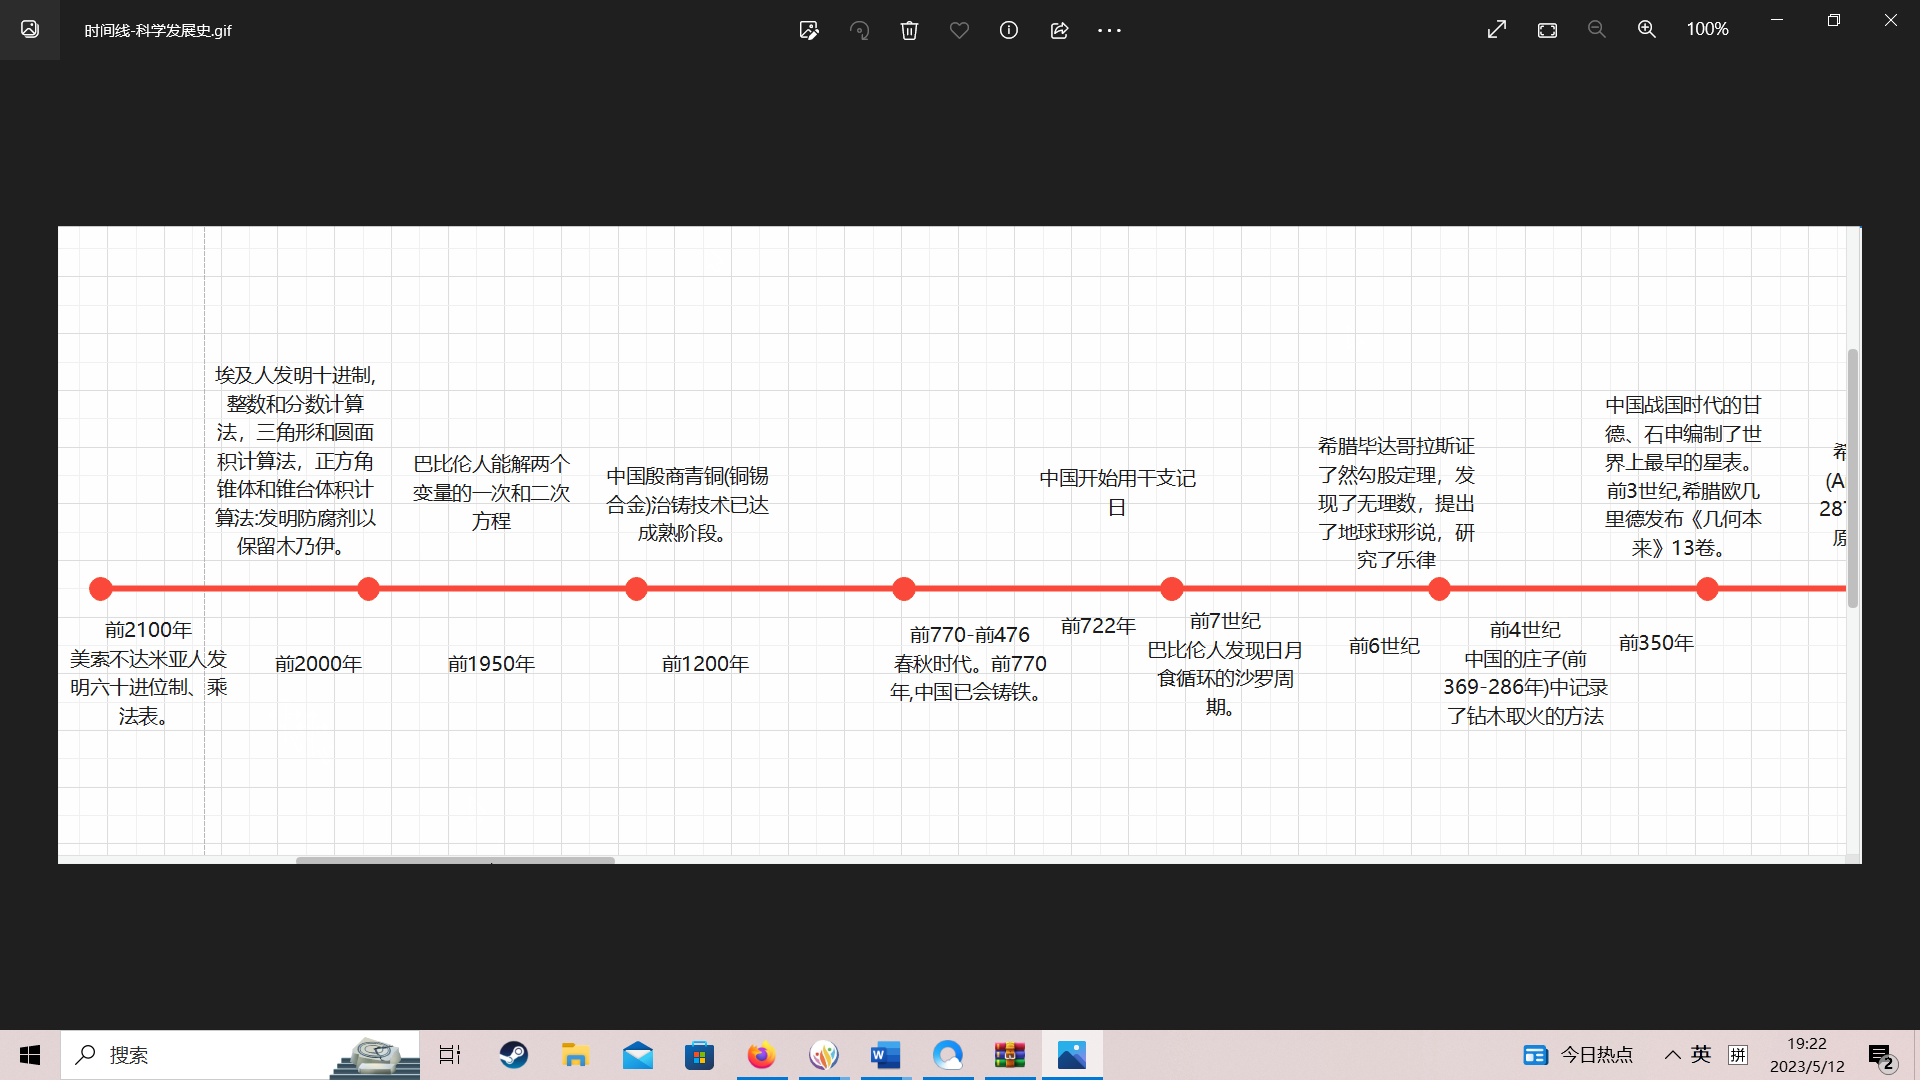 时间线-科学发展史.gif
100%
埃及人发明十进制,
整数和分数计算
法，三角形和圆面
积计算法，正方角
锥体和锥台体积计
算法:发明防腐剂以
保留木乃伊。
巴比伦人能解两个
变量的一次和二次
方程
中国殷商青铜(铜锡
合金)治铸技术已达
成熟阶段。
中国开始用干支记
日
希腊毕达哥拉斯证
了然勾股定理，发
现了无理数，提出
了地球球形说，研
究了乐律
中国战国时代的甘
德、石申编制了世
界上最早的星表。
前3世纪,希腊欧几
里德发布《几何本
来》13卷。
希
(A
287
原
前2100年
美索不达米亚人发
明六十进位制、乘
法表。
前2000年
前1950年
前1200年
前770-前476
春秋时代。前770
年,中国已会铸铁。
前722年
前7世纪
巴比伦人发现日月
食循环的沙罗周
期。
前6世纪
前4世纪
中国的庄子(前
369-286年)中记录
了钻木取火的方法
前350年
搜索
今日热点
英
拼
19:22
2023/5/12
2